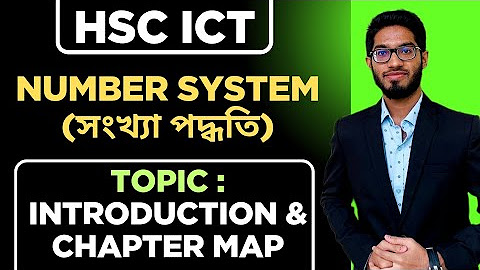 HSC ICT
NUMBER SYSTEM
(সংখ্যা পদ্ধতি)
TOPIC :
INTRODUCTION &
CHAPTER MAP